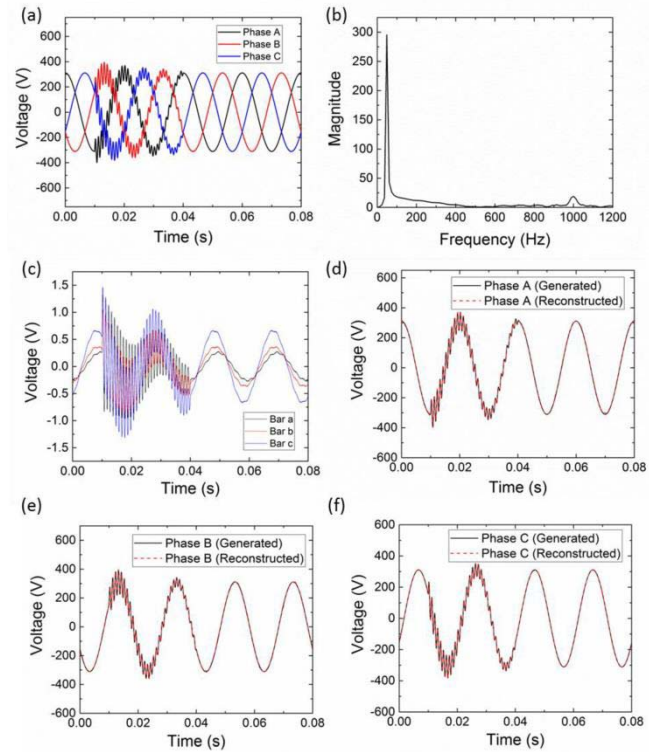 (a)
Phase A
Phase B
Phase C
Voltage (V)
600
400
200
0
-200
-400
-600
0.00 0.02 0.04 0.06 0.08
Time (s)
(b)
Magnitude
300
250
200
150
100
50
0
0 200 400 600 800 1000 1200
Frequency (Hz)
(c)
Voltage (V)
1.5
1.0
0.5
0.0
-0.5
-1.0
-1.5
Bar a
Bar b
Bar c
0.00 0.02 0.04 0.06 0.08
Time (s)
(d)
Phase A (Generated)
Phase A (Reconstructed)
Voltage (V)
600
400
200
0
-200
-400
-600
0.00 0.02 0.04 0.06 0.08
Time (s)
(e)
Phase B (Generated)
Phase B (Reconstructed)
Voltage (V)
600
400
200
0
-200
-400
-600
0.00 0.02 0.04 0.06 0.08
Time (s)
(f)
Phase C (Generated)
Phase C (Reconstructed)
Voltage (V)
600
400
200
0
-200
-400
-600
0.00 0.02 0.04 0.06 0.08
Time (s)